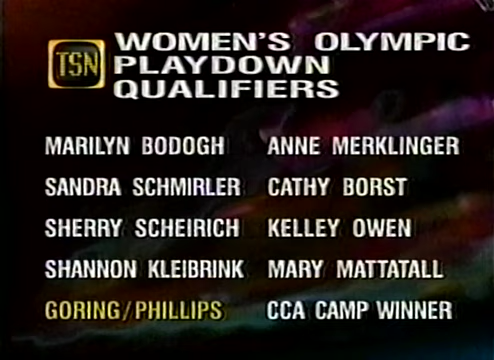 TSN
WOMEN'S OLYMPIC
PLAYDOWN
QUALIFIERS
MARILYN BODOGH
ANNE MERKLINGER
SANDRA SCHMIRLER
CATHY BORST
SHERRY SCHEIRICH
KELLEY OWEN
SHANNON KLEIBRINK
MARY MATTATALL
GORING/PHILLIPS
CCA CAMP WINNER